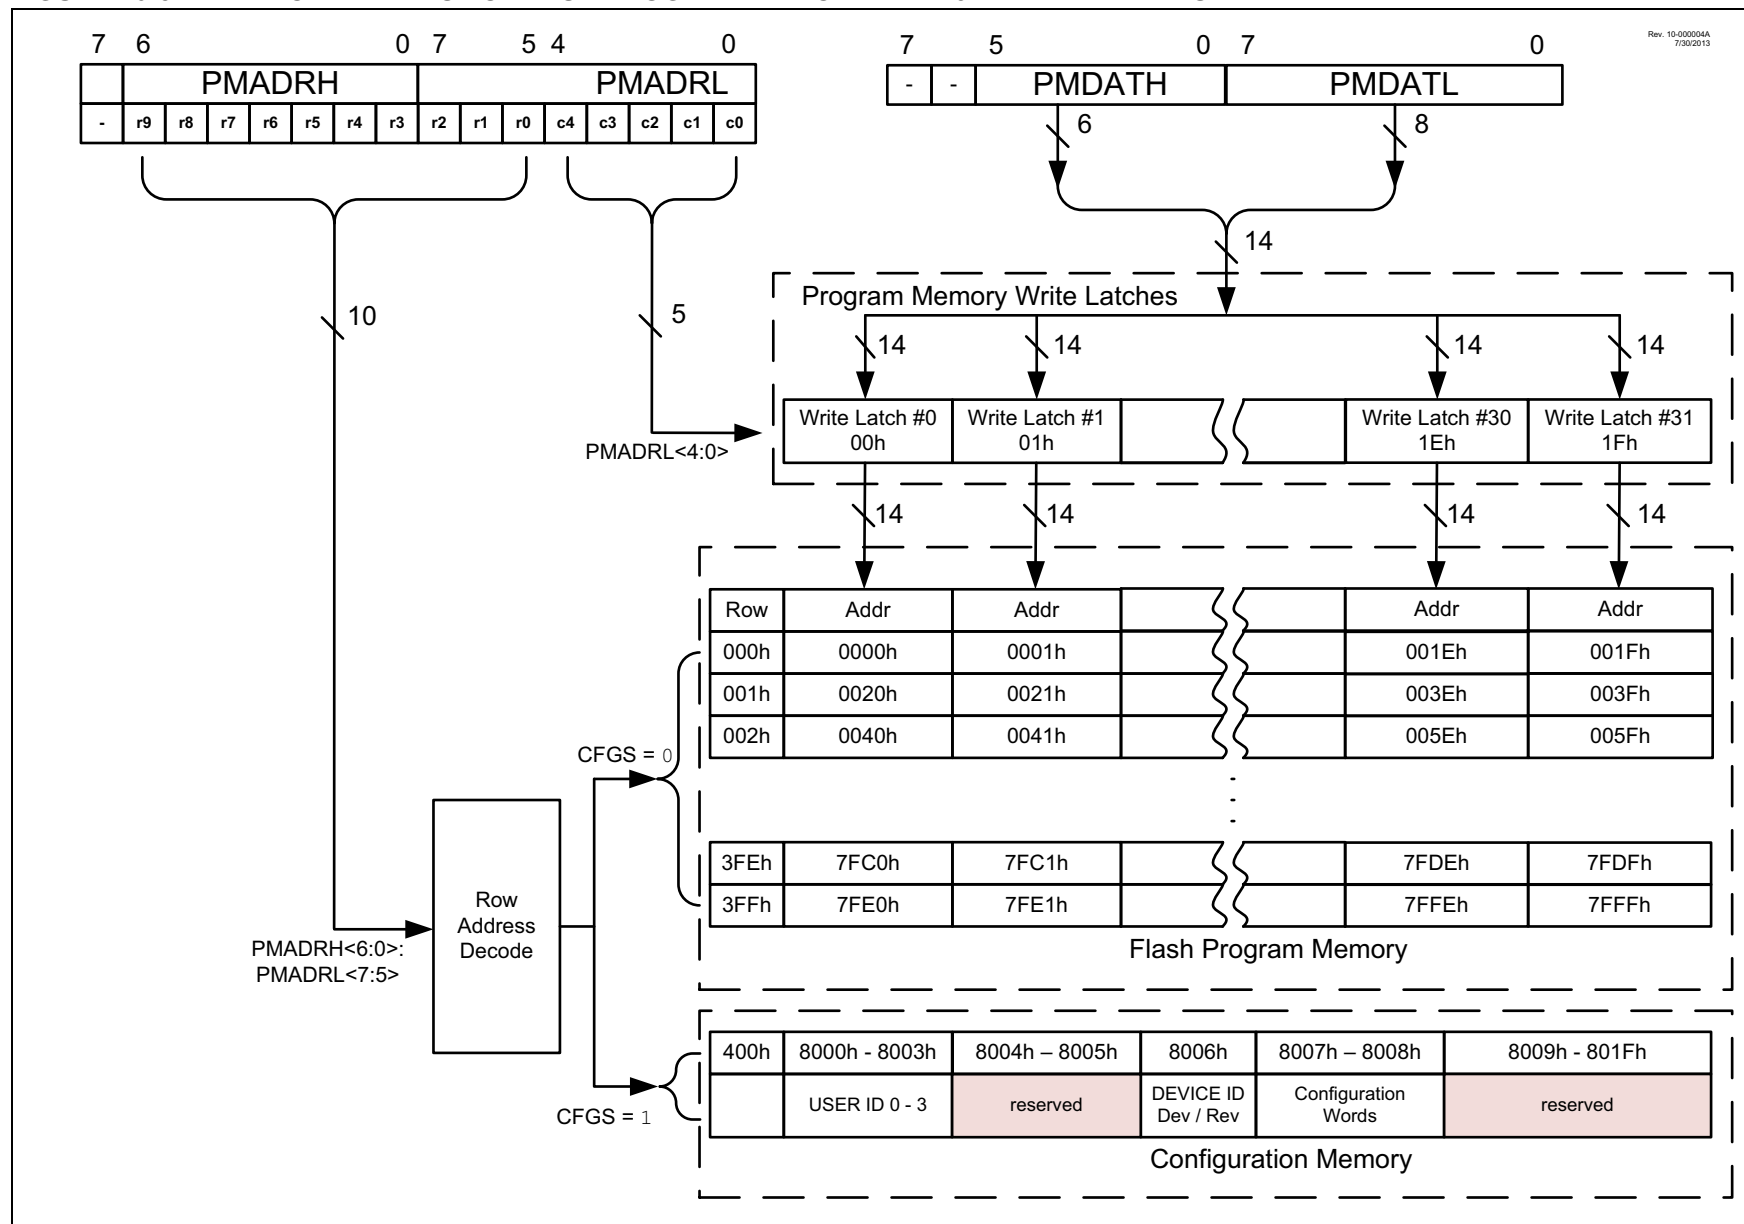 7 6 0 7 5 4 0
PMADRH PMADRL
- r9 r8 r7 r6 r5 r4 r3 r2 r1 r0 c4 c3 c2 c1 c0
7 5 0 7 0
- - PMDATH PMDATL
Rev. 10-000004A
7/30/2013
6 8
14
10
5
Program Memory Write Latches
14 14 14 14
Write Latch #0
00h
Write Latch #1
01h
Write Latch #30
1Eh
Write Latch #31
1Fh
PMADRL<4:0>
14 14 14 14
Row Addr Addr Addr Addr
000h 0000h 0001h 001Eh 001Fh
001h 0020h 0021h 003Eh 003Fh
002h 0040h 0041h 005Eh 005Fh
CFGS = 0
3FEh 7FC0h 7FC1h 7FDEh 7FDFh
3FFh 7FE0h 7FE1h 7FFEh 7FFFh
Flash Program Memory
Row
Address
Decode
PMADRH<6:0>:
PMADRL<7:5>
400h 8000h - 8003h 8004h – 8005h 8006h 8007h – 8008h 8009h - 801Fh
USER ID 0 - 3
reserved
DEVICE ID
Dev / Rev
Configuration
Words
reserved
CFGS = 1
Configuration Memory